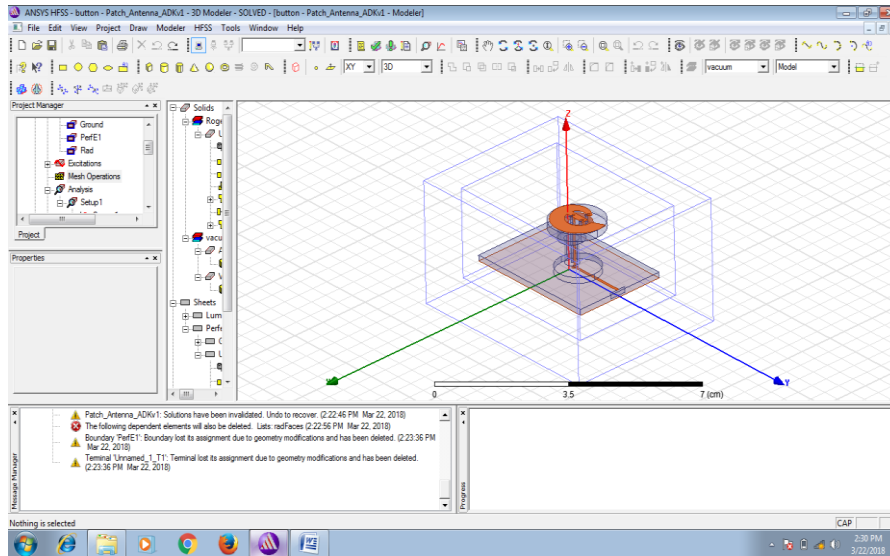 ANSYS HFSS - button - Patch_Antenna_ADKv1 - 3D Modeler - SOLVED - [button - Patch_Antenna_ADKv1 - Modeler]
File Edit View Project Draw Modeler HFSS Tools Window Help
XY 3D vacuum Model
Project Manager
Ground
PerfE1
Rad
Excitations
Mesh Operations
Analysis
Setup1
Project
Properties
Solids
Roge
U
vacu
A
V
Sheets
Lum
Perfe
C
U
Z
Y
0 3.5 7 (cm)
Patch_Antenna_ADKv1: Solutions have been invalidated. Undo to recover. (2:22:46 PM Mar 22, 2018)
The following dependent elements will also be deleted. Lists: radFaces (2:22:56 PM Mar 22, 2018)
Boundary 'PerfE1': Boundary lost its assignment due to geometry modifications and has been deleted. (2:23:36 PM
Mar 22, 2018)
Terminal 'Unnamed_1_T1': Terminal lost its assignment due to geometry modifications and has been deleted.
(2:23:36 PM Mar 22, 2018)
Message Manager
Progress
Nothing is selected
CAP
2:30 PM
3/22/2018